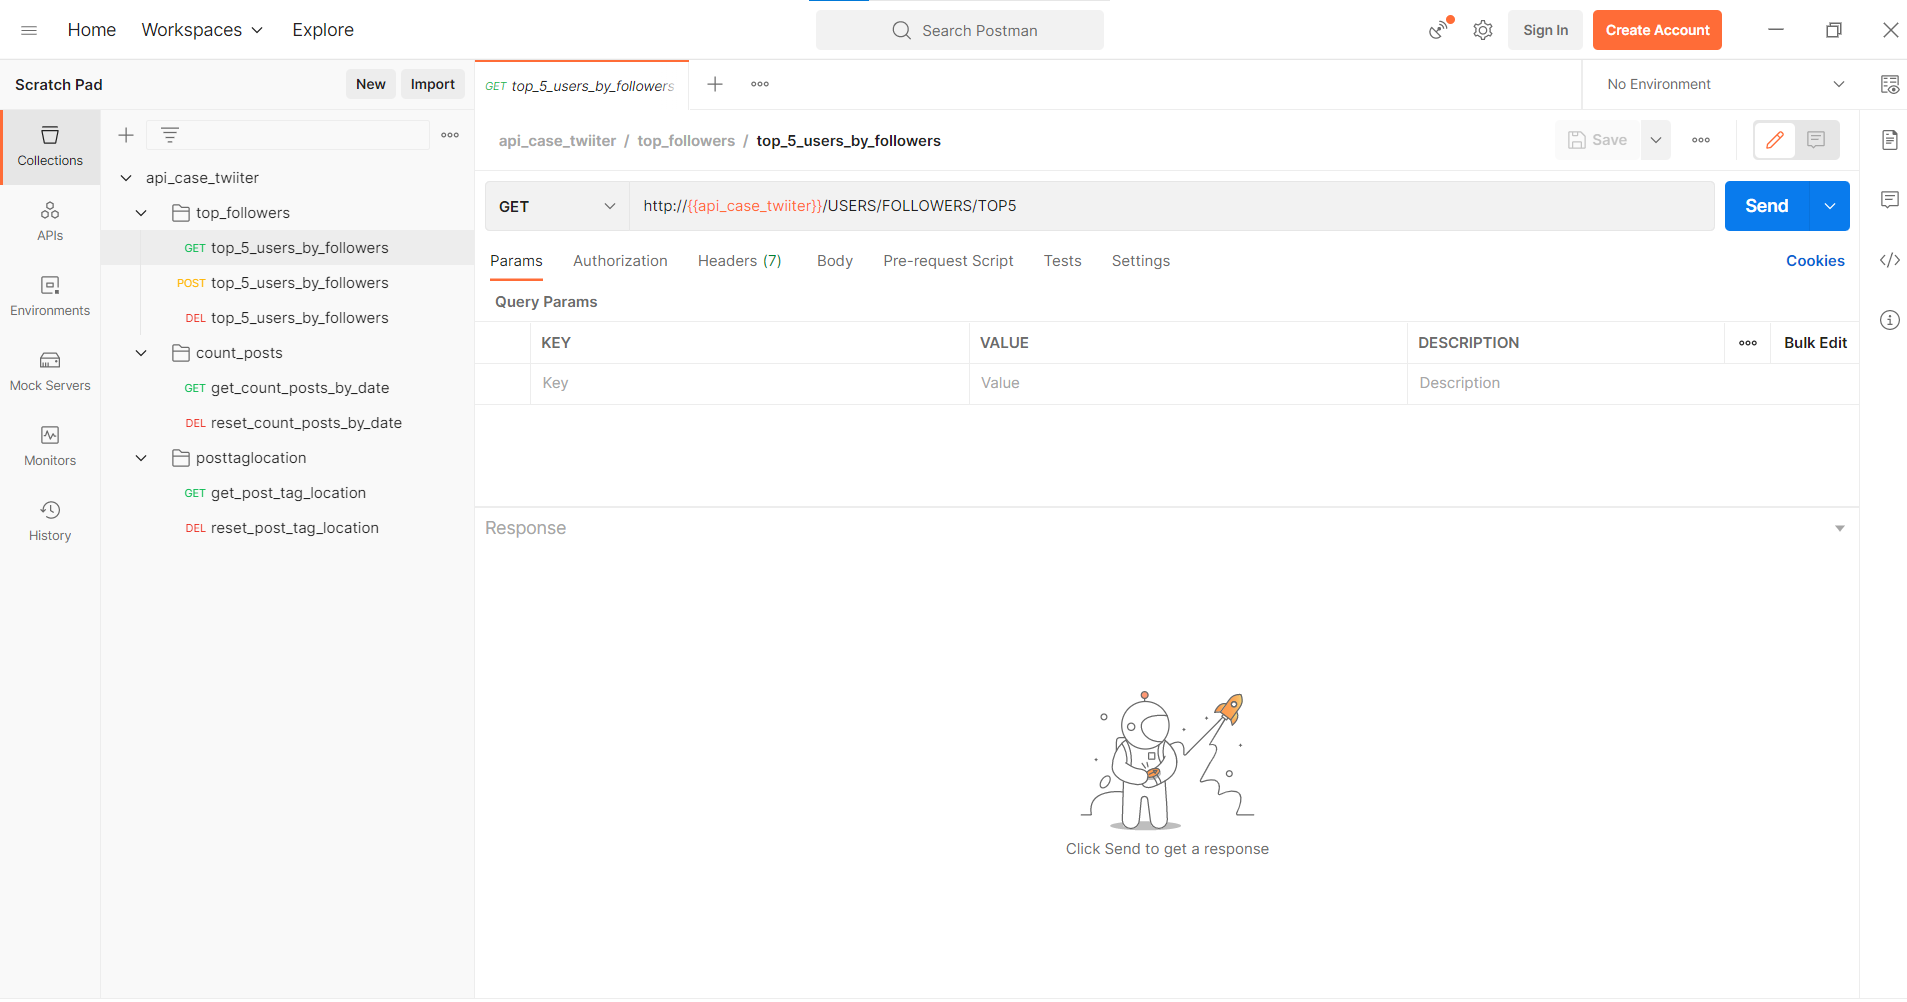 Home Workspaces Explore Search Postman Sign In Create Account
Scratch Pad New Import GET top_5_users_by_followers No Environment
Collections
APIs
Environments
Mock Servers
Monitors
History
api_case_twiiter
top_followers
GET top_5_users_by_followers
POST top_5_users_by_followers
DEL top_5_users_by_followers
count_posts
GET get_count_posts_by_date
DEL reset_count_posts_by_date
posttaglocation
GET get_post_tag_location
DEL reset_post_tag_location
api_case_twiiter / top_followers / top_5_users_by_followers Save
GET http://{{api_case_twiiter}}/USERS/FOLLOWERS/TOP5 Send
Params Authorization Headers (7) Body Pre-request Script Tests Settings Cookies
Query Params
KEY VALUE DESCRIPTION Bulk Edit
Key Value Description
Response
Click Send to get a response